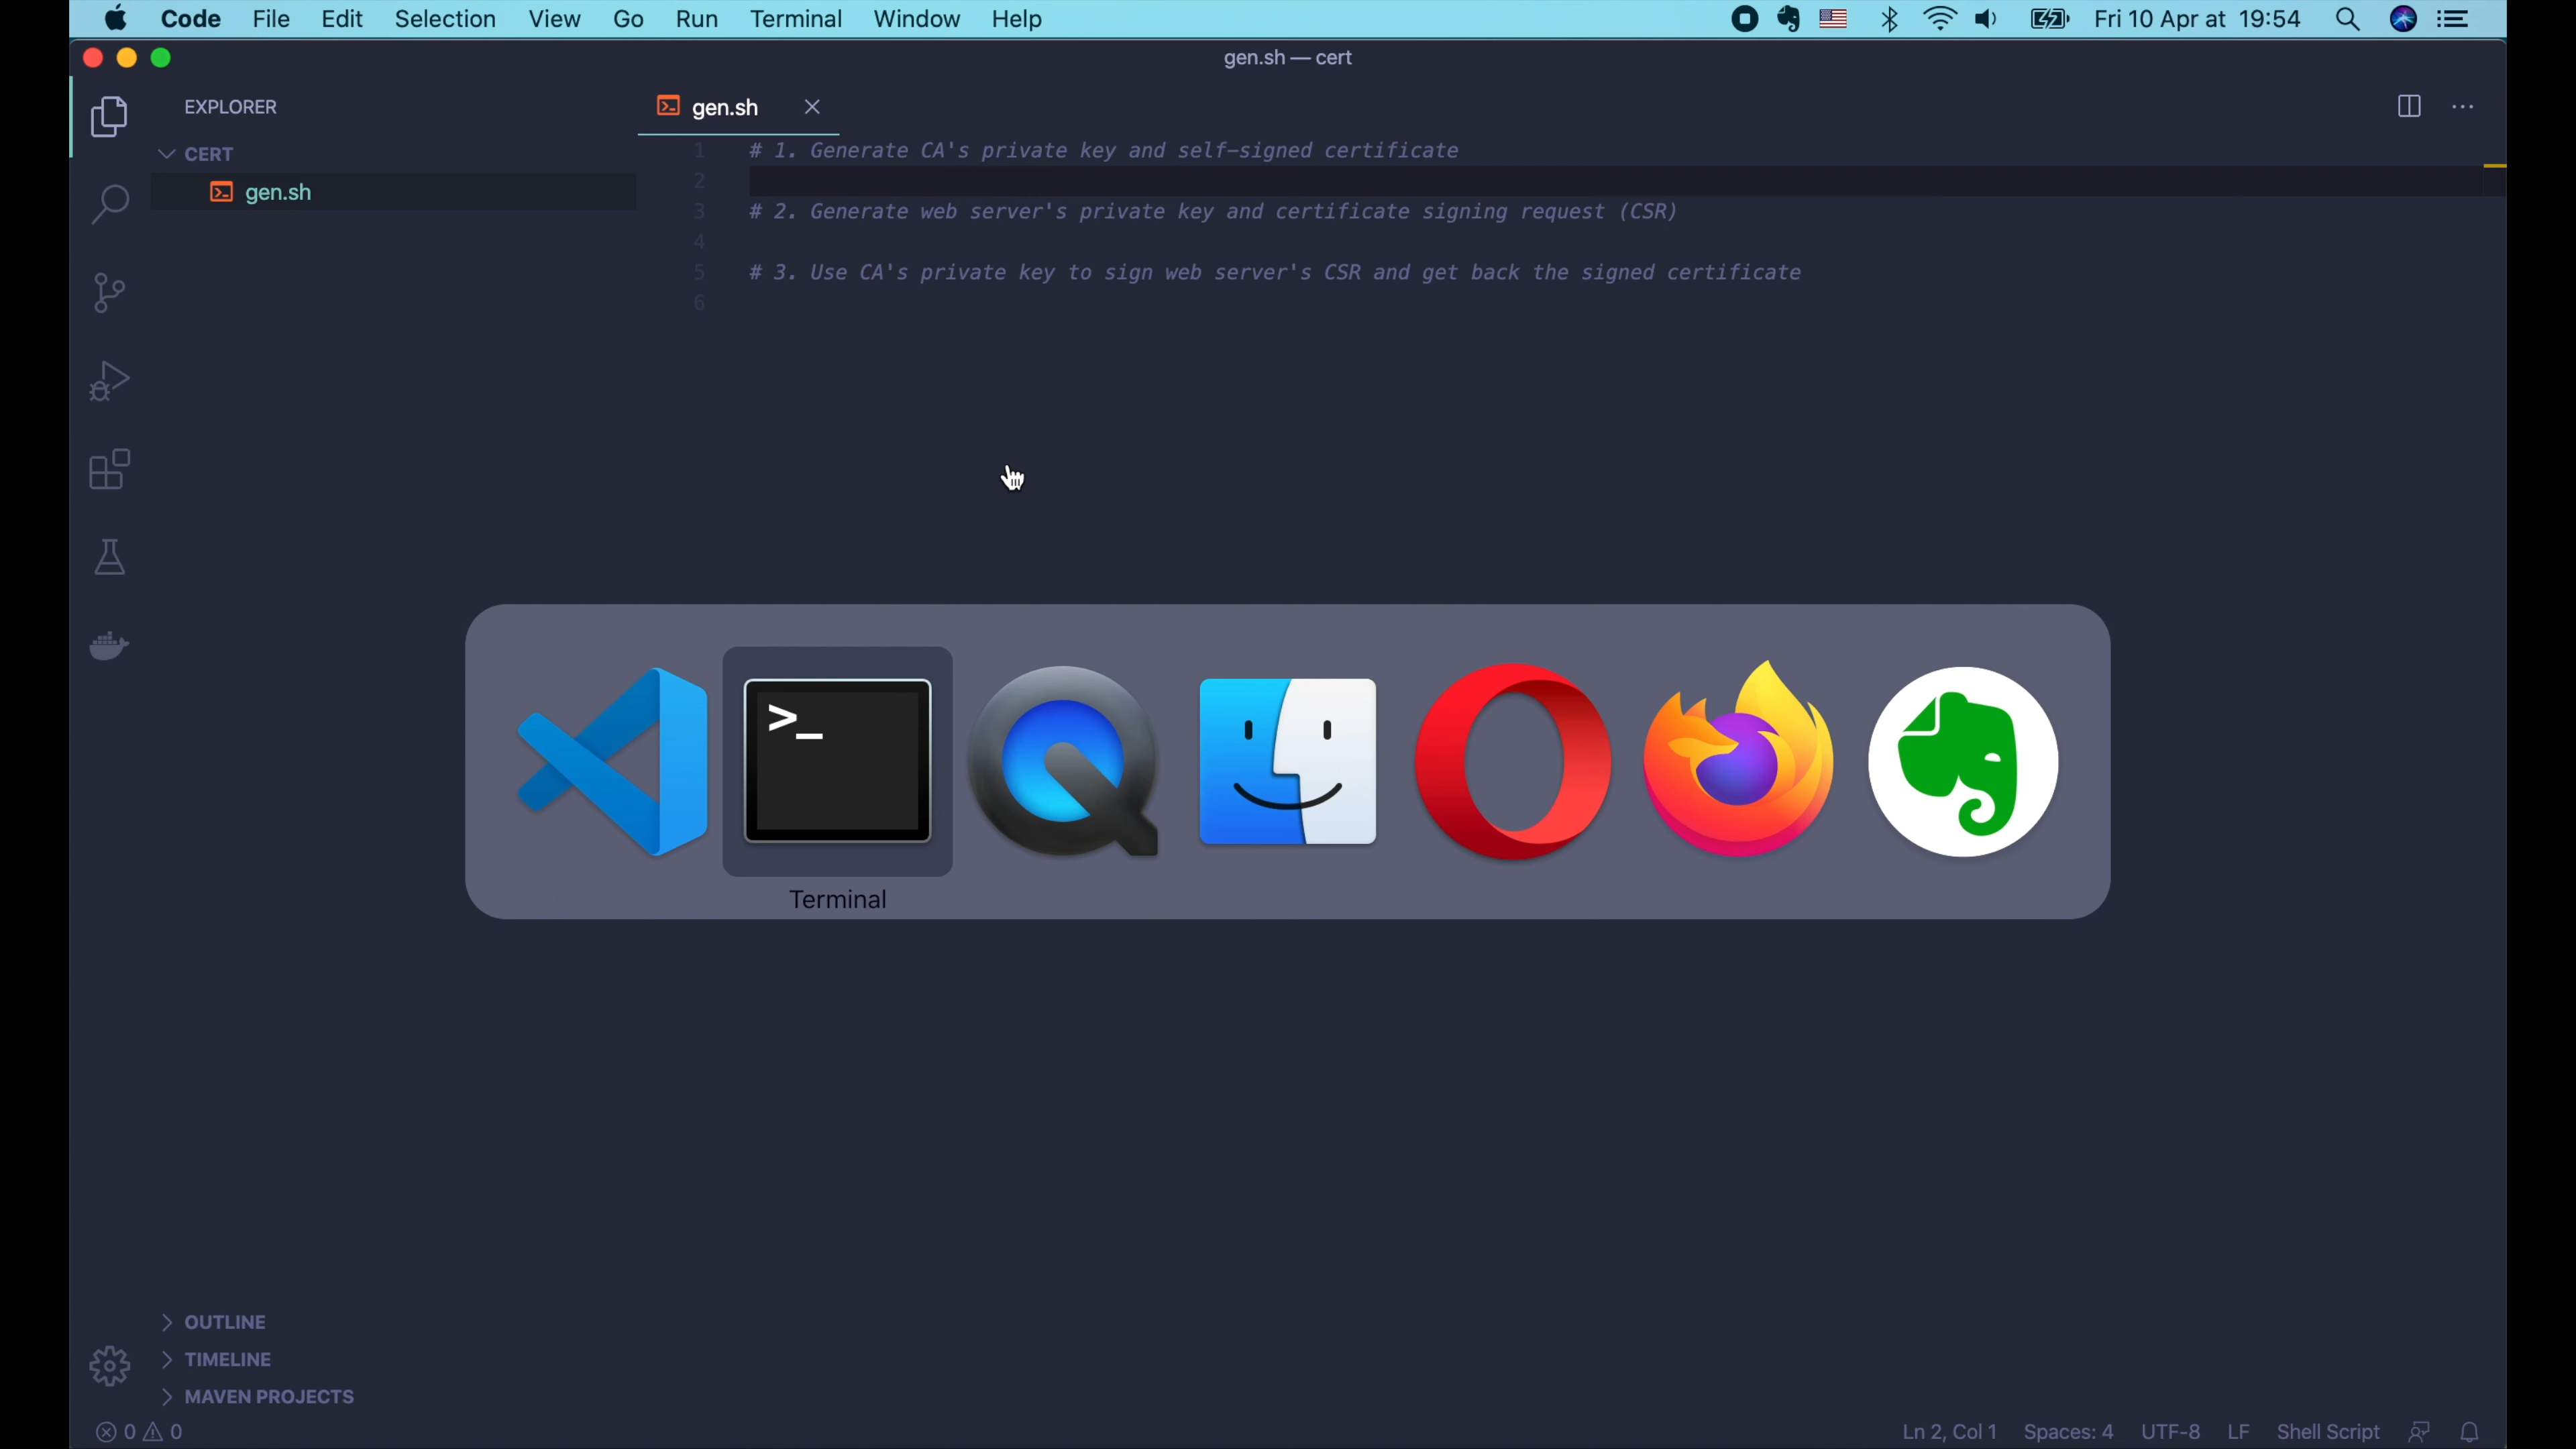 Code File Edit Selection View Go Run Terminal Window Help Fri 10 Apr at 19:54
gen.sh — cert
EXPLORER
gen.sh
CERT
gen.sh
1 # 1. Generate CA's private key and self-signed certificate
2
3 # 2. Generate web server's private key and certificate signing request (CSR)
4
5 # 3. Use CA's private key to sign web server's CSR and get back the signed certificate
6
>_
Terminal
OUTLINE
TIMELINE
MAVEN PROJECTS
0 0 Ln 2, Col 1 Spaces: 4 UTF-8 LF Shell Script